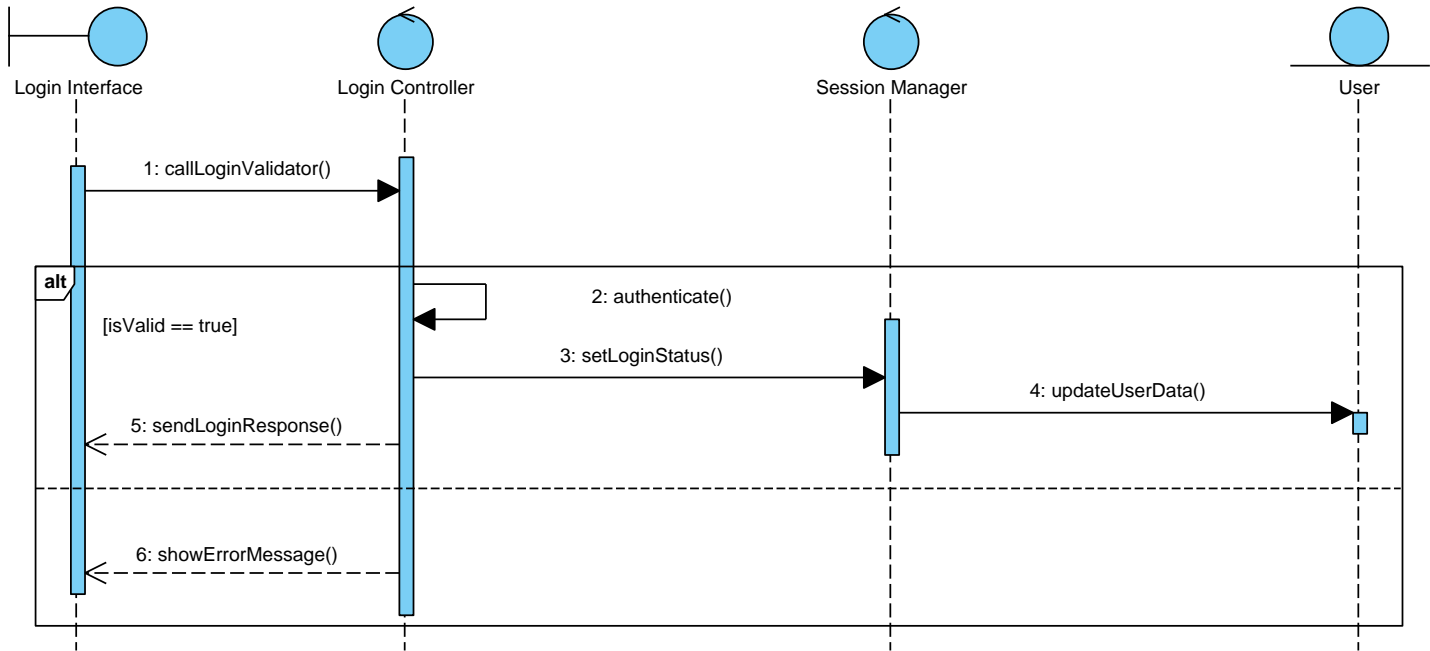 Login Interface
Login Controller
Session Manager
User
1: callLoginValidator()
alt
2: authenticate()
[isValid == true]
3: setLoginStatus()
4: updateUserData()
5: sendLoginResponse()
6: showErrorMessage()